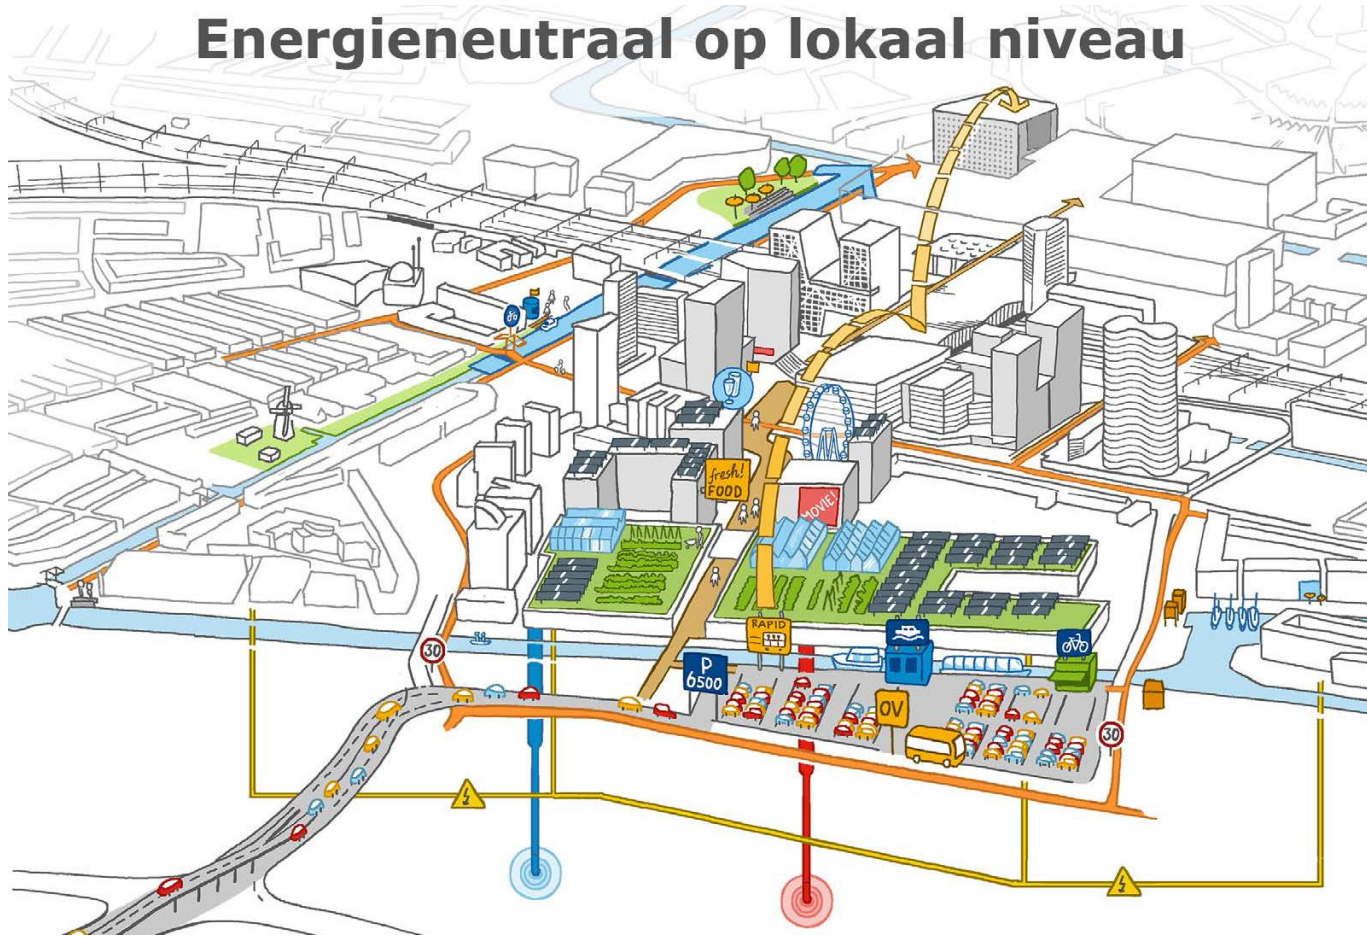 Energieneutraal op lokaal niveau
fresh!
FOOD
MOVIE!
RAPID
30
P
6500
OV
30